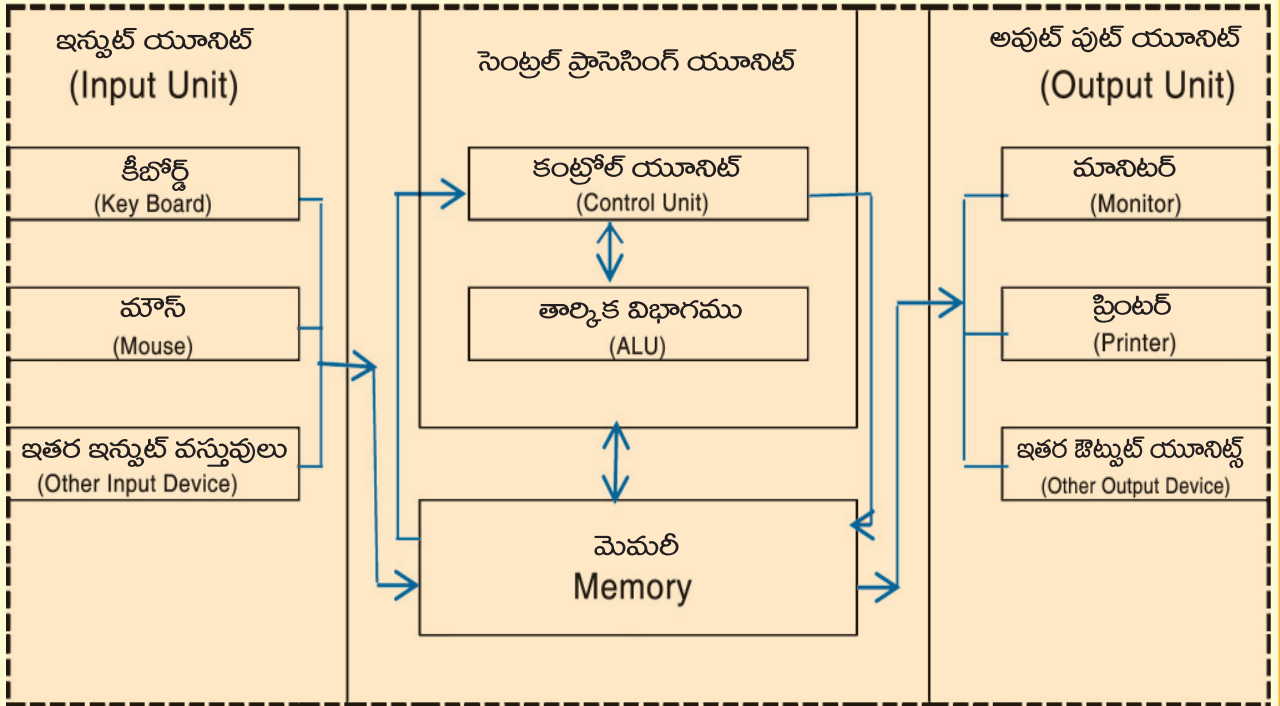 ఇన్పుట్ యూనిట్
(Input Unit)
కీబోర్డ్
(Key Board)
మౌస్
(Mouse)
ఇతర ఇన్పుట్ వస్తువులు
(Other Input Device)
సెంట్రల్ ప్రాసెసింగ్ యూనిట్
కంట్రోల్ యూనిట్
(Control Unit)
తార్కిక విభాగము
(ALU)
మెమరీ
Memory
అవుట్ పుట్ యూనిట్
(Output Unit)
మానిటర్
(Monitor)
ప్రింటర్
(Printer)
ఇతర ఔట్పుట్ యూనిట్స్
(Other Output Device)